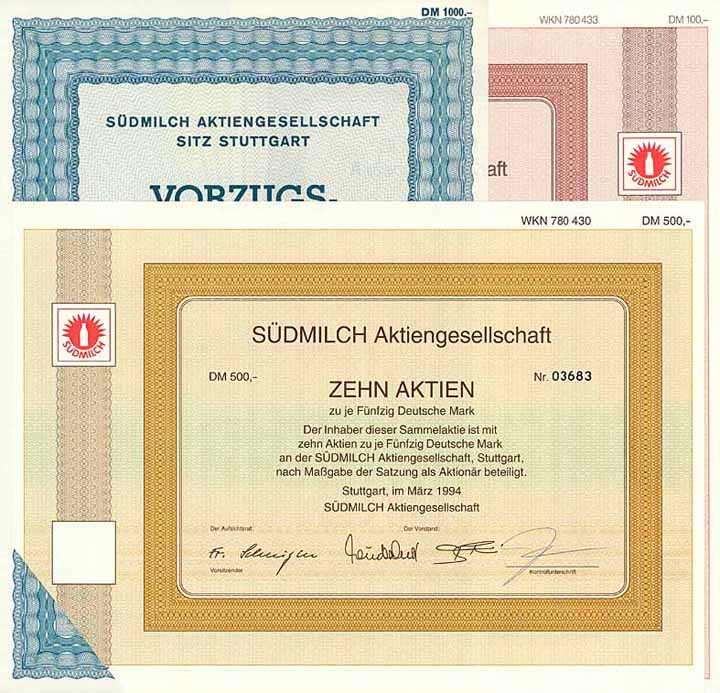 DM 1000.–
SÜDMILCH AKTIENGESELLSCHAFT
SITZ STUTTGART
VORZUGS-
WKN 780 433 DM 100,–
aft
SÜDMILCH
WKN 780 430 DM 500,–
SÜDMILCH
SÜDMILCH Aktiengesellschaft
DM 500,– Nr. 03683
ZEHN AKTIEN
zu je Fünfzig Deutsche Mark
Der Inhaber dieser Sammelaktie ist mit
zehn Aktien zu je Fünfzig Deutsche Mark
an der SÜDMILCH Aktiengesellschaft, Stuttgart,
nach Maßgabe der Satzung als Aktionär beteiligt.
Stuttgart, im März 1994
SÜDMILCH Aktiengesellschaft
Der Aufsichtsrat: Der Vorstand:
Vorsitzender Kontrollunterschrift